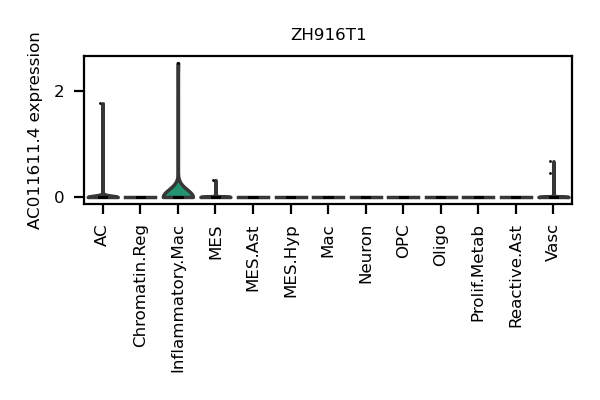 ZH916T1
AC011611.4 expression
2
0
AC
Chromatin.Reg
Inflammatory.Mac
MES
MES.Ast
MES.Hyp
Mac
Neuron
OPC
Oligo
Prolif.Metab
Reactive.Ast
Vasc